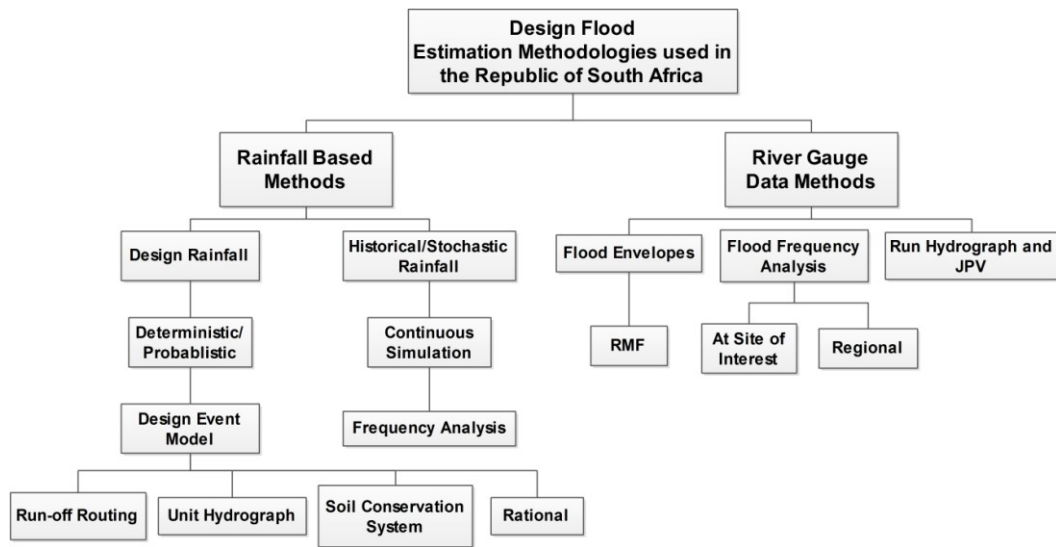 Design Flood
Estimation Methodologies used in
the Republic of South Africa
Rainfall Based
Methods
River Gauge
Data Methods
Design Rainfall
Historical/Stochastic
Rainfall
Flood Envelopes
Flood Frequency
Analysis
Run Hydrograph and
JPV
Deterministic/
Probablistic
Continuous
Simulation
RMF
At Site of
Interest
Regional
Design Event
Model
Frequency Analysis
Run-off Routing
Unit Hydrograph
Soil Conservation
System
Rational